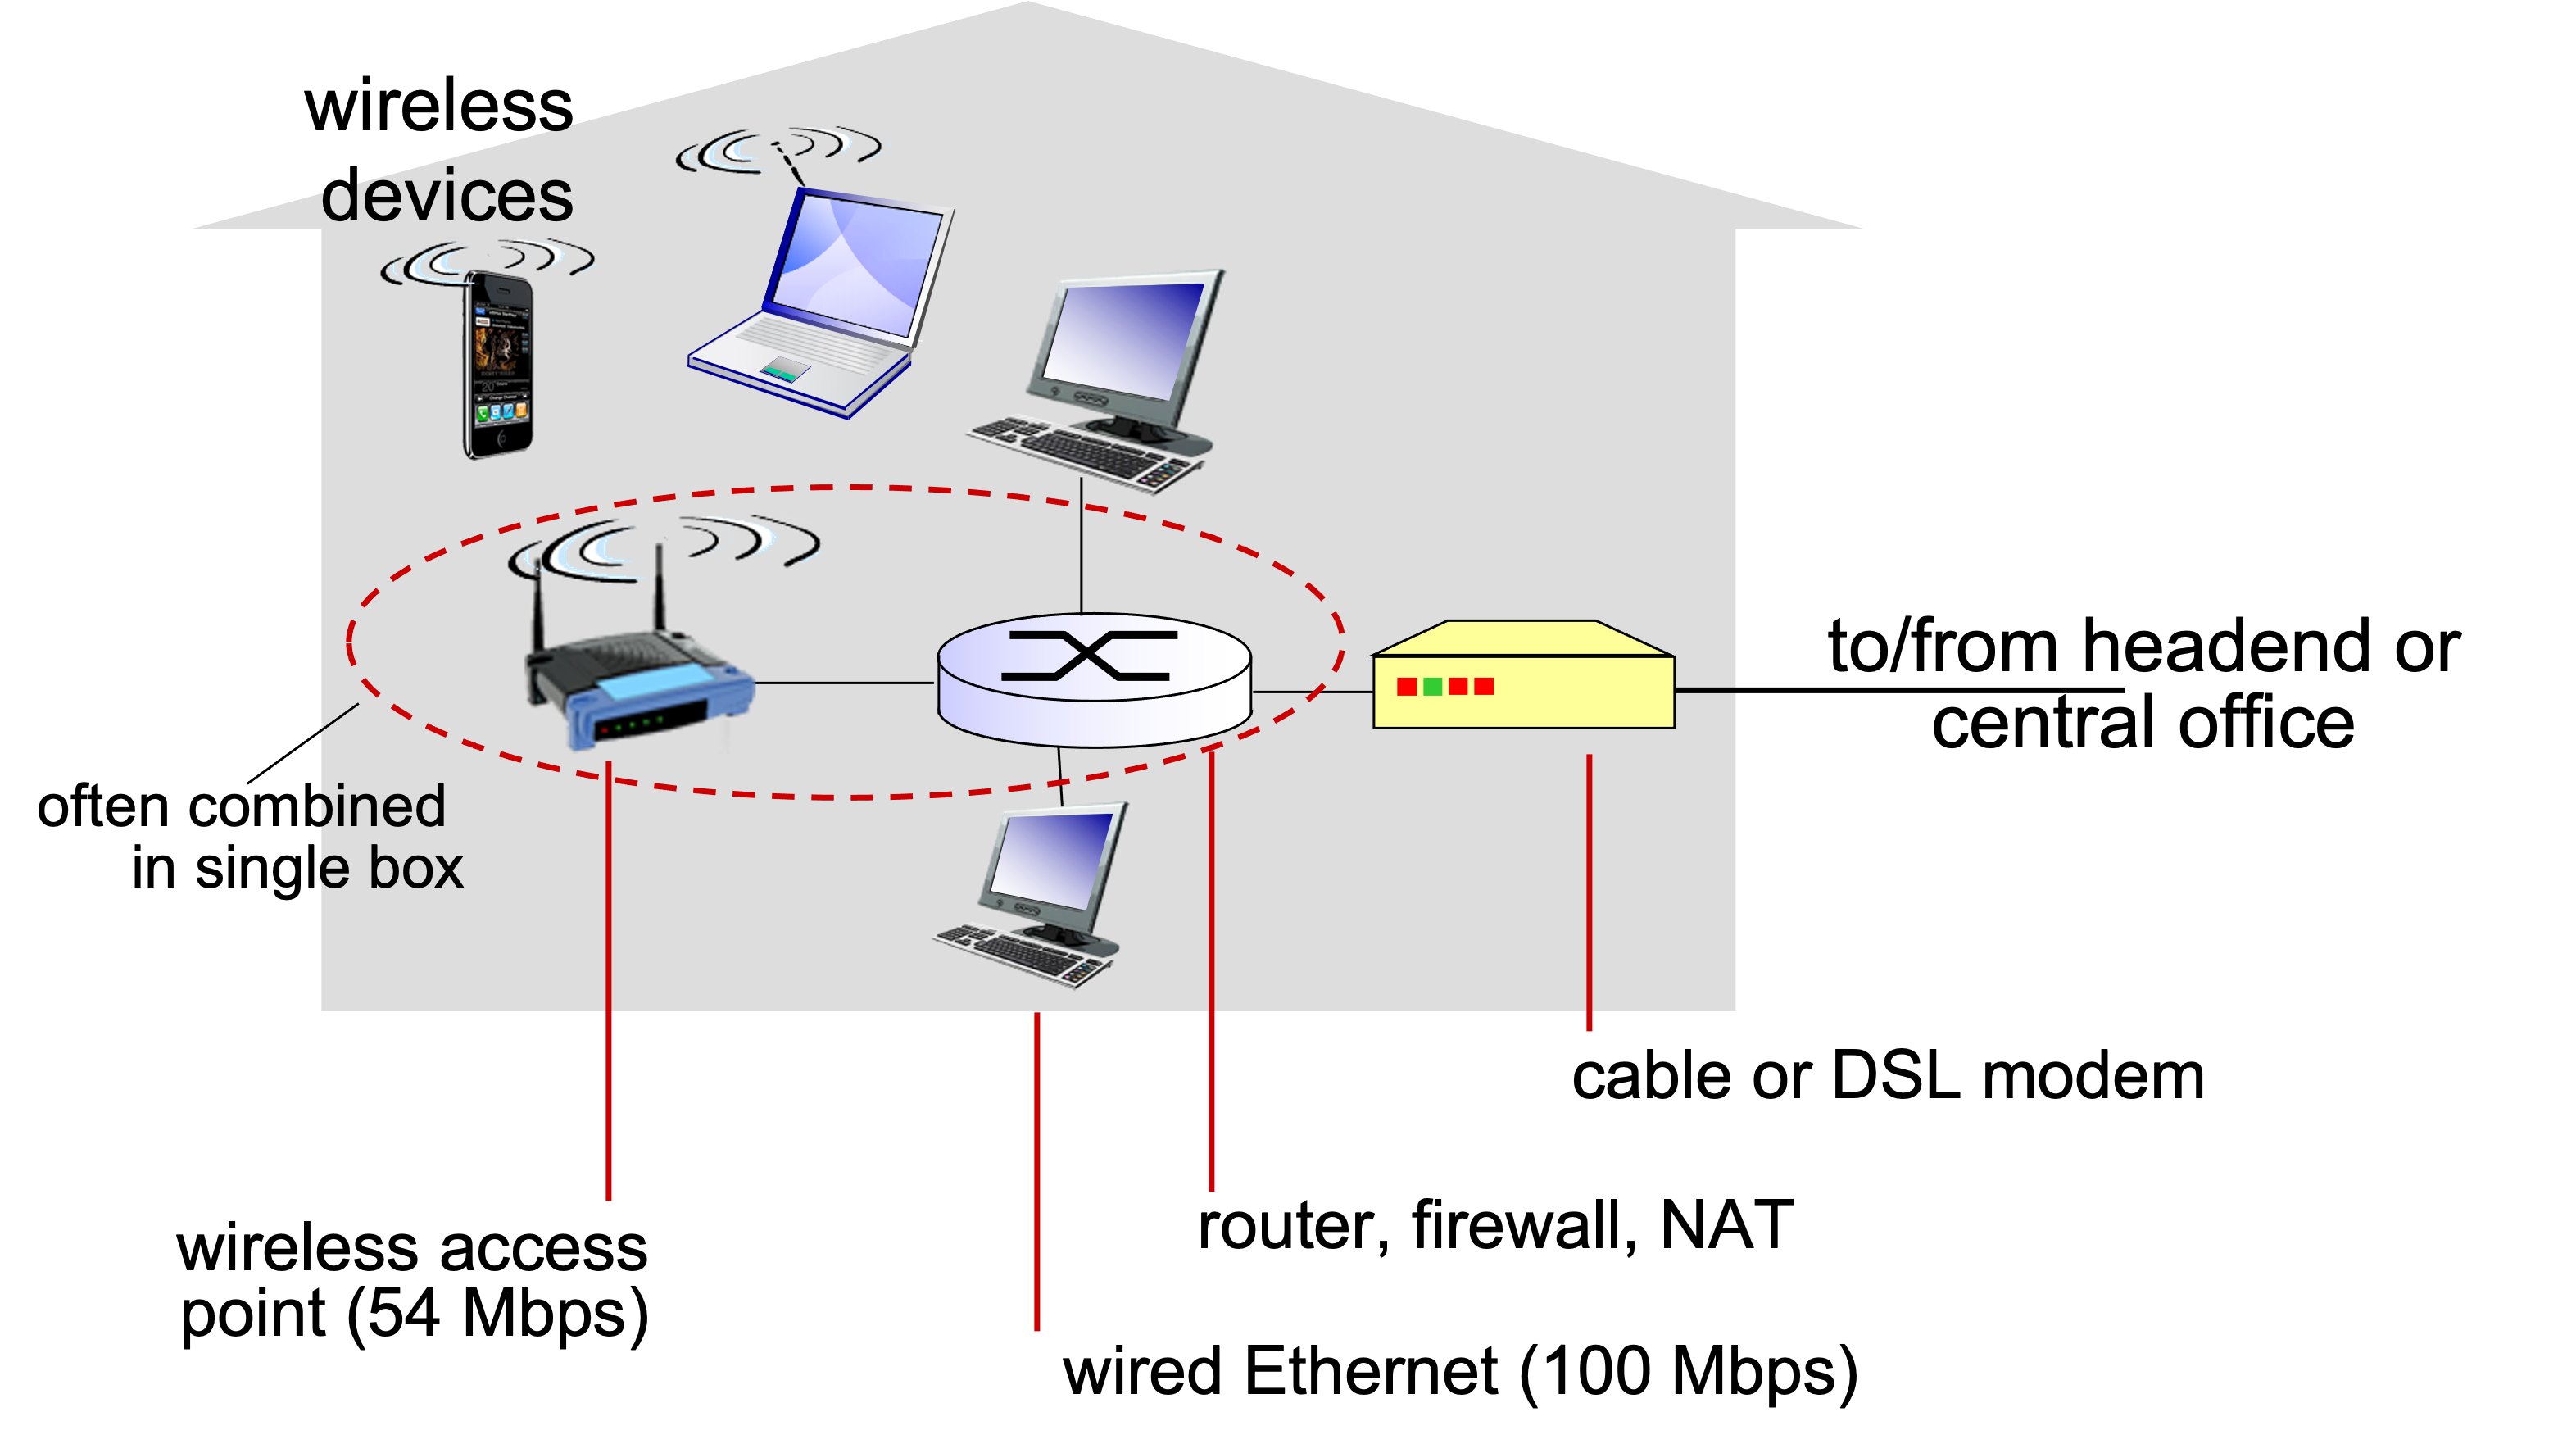 wireless
devices
to/from headend or
central office
often combined
in single box
cable or DSL modem
router, firewall, NAT
wireless access
point (54 Mbps)
wired Ethernet (100 Mbps)